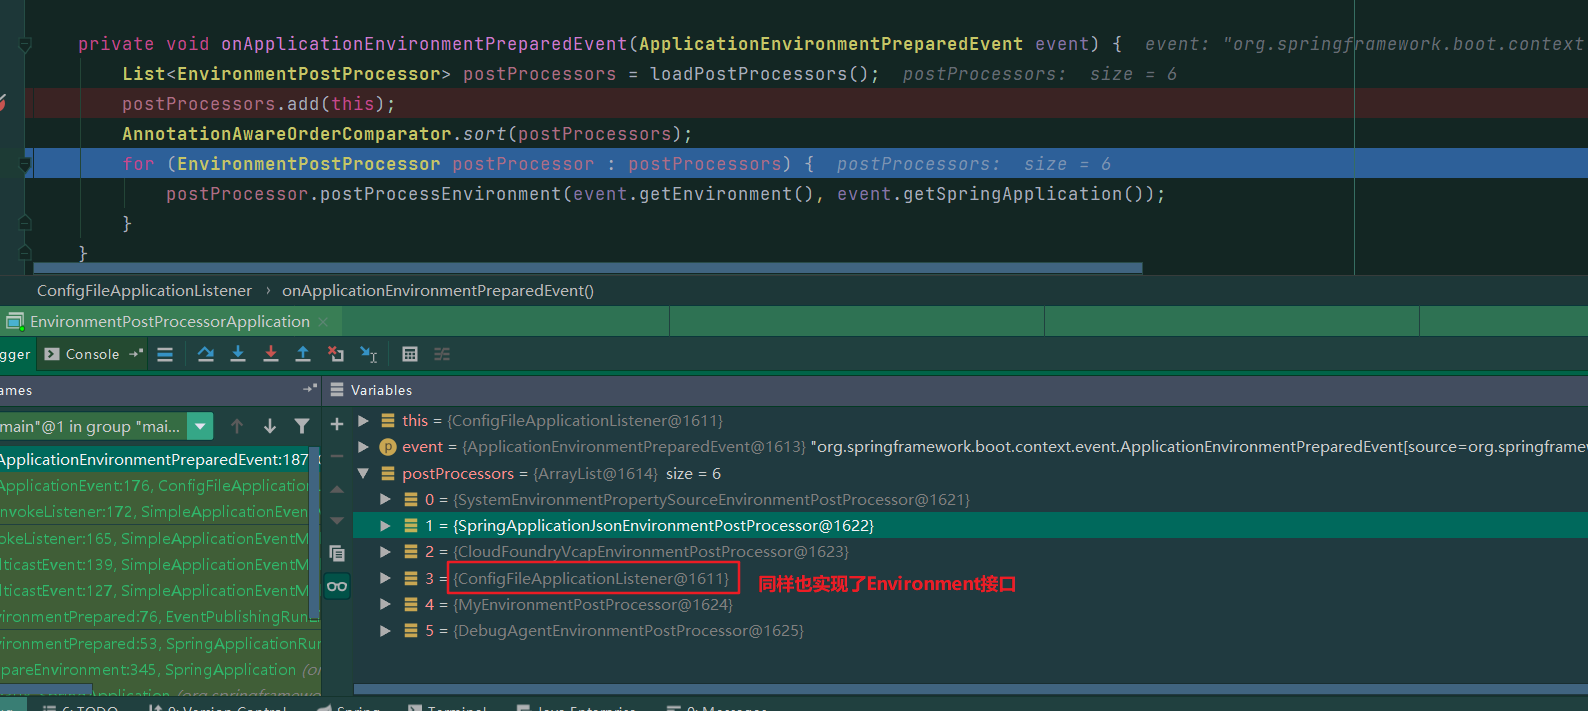 private void onApplicationEnvironmentPreparedEvent(ApplicationEnvironmentPreparedEvent event) {  event: "org.springframework.boot.context
List<EnvironmentPostProcessor> postProcessors = loadPostProcessors();  postProcessors:  size = 6
postProcessors.add(this);
AnnotationAwareOrderComparator.sort(postProcessors);
for (EnvironmentPostProcessor postProcessor : postProcessors) {  postProcessors:  size = 6
postProcessor.postProcessEnvironment(event.getEnvironment(), event.getSpringApplication());
}
}
ConfigFileApplicationListener › onApplicationEnvironmentPreparedEvent()
EnvironmentPostProcessorApplication ×
gger Console
ames
Variables
main"@1 in group "mai...
this = {ConfigFileApplicationListener@1611}
event = {ApplicationEnvironmentPreparedEvent@1613} "org.springframework.boot.context.event.ApplicationEnvironmentPreparedEvent[source=org.springframew
postProcessors = {ArrayList@1614} size = 6
0 = {SystemEnvironmentPropertySourceEnvironmentPostProcessor@1621}
1 = {SpringApplicationJsonEnvironmentPostProcessor@1622}
2 = {CloudFoundryVcapEnvironmentPostProcessor@1623}
3 = {ConfigFileApplicationListener@1611} 同样也实现了Environment接口
4 = {MyEnvironmentPostProcessor@1624}
5 = {DebugAgentEnvironmentPostProcessor@1625}
ApplicationEnvironmentPreparedEvent:187
ApplicationEvent:176, ConfigFileApplication
nvokeListener:172, SimpleApplicationEven
okeListener:165, SimpleApplicationEventM
lticastEvent:139, SimpleApplicationEventM
lticastEvent:127, SimpleApplicationEventM
vironmentPrepared:76, EventPublishingRunLi
vironmentPrepared:53, SpringApplicationRun
epareEnvironment:345, SpringApplication (or
6: TODO 9: Version Control Spring Terminal Java Enterprise 0: Messages